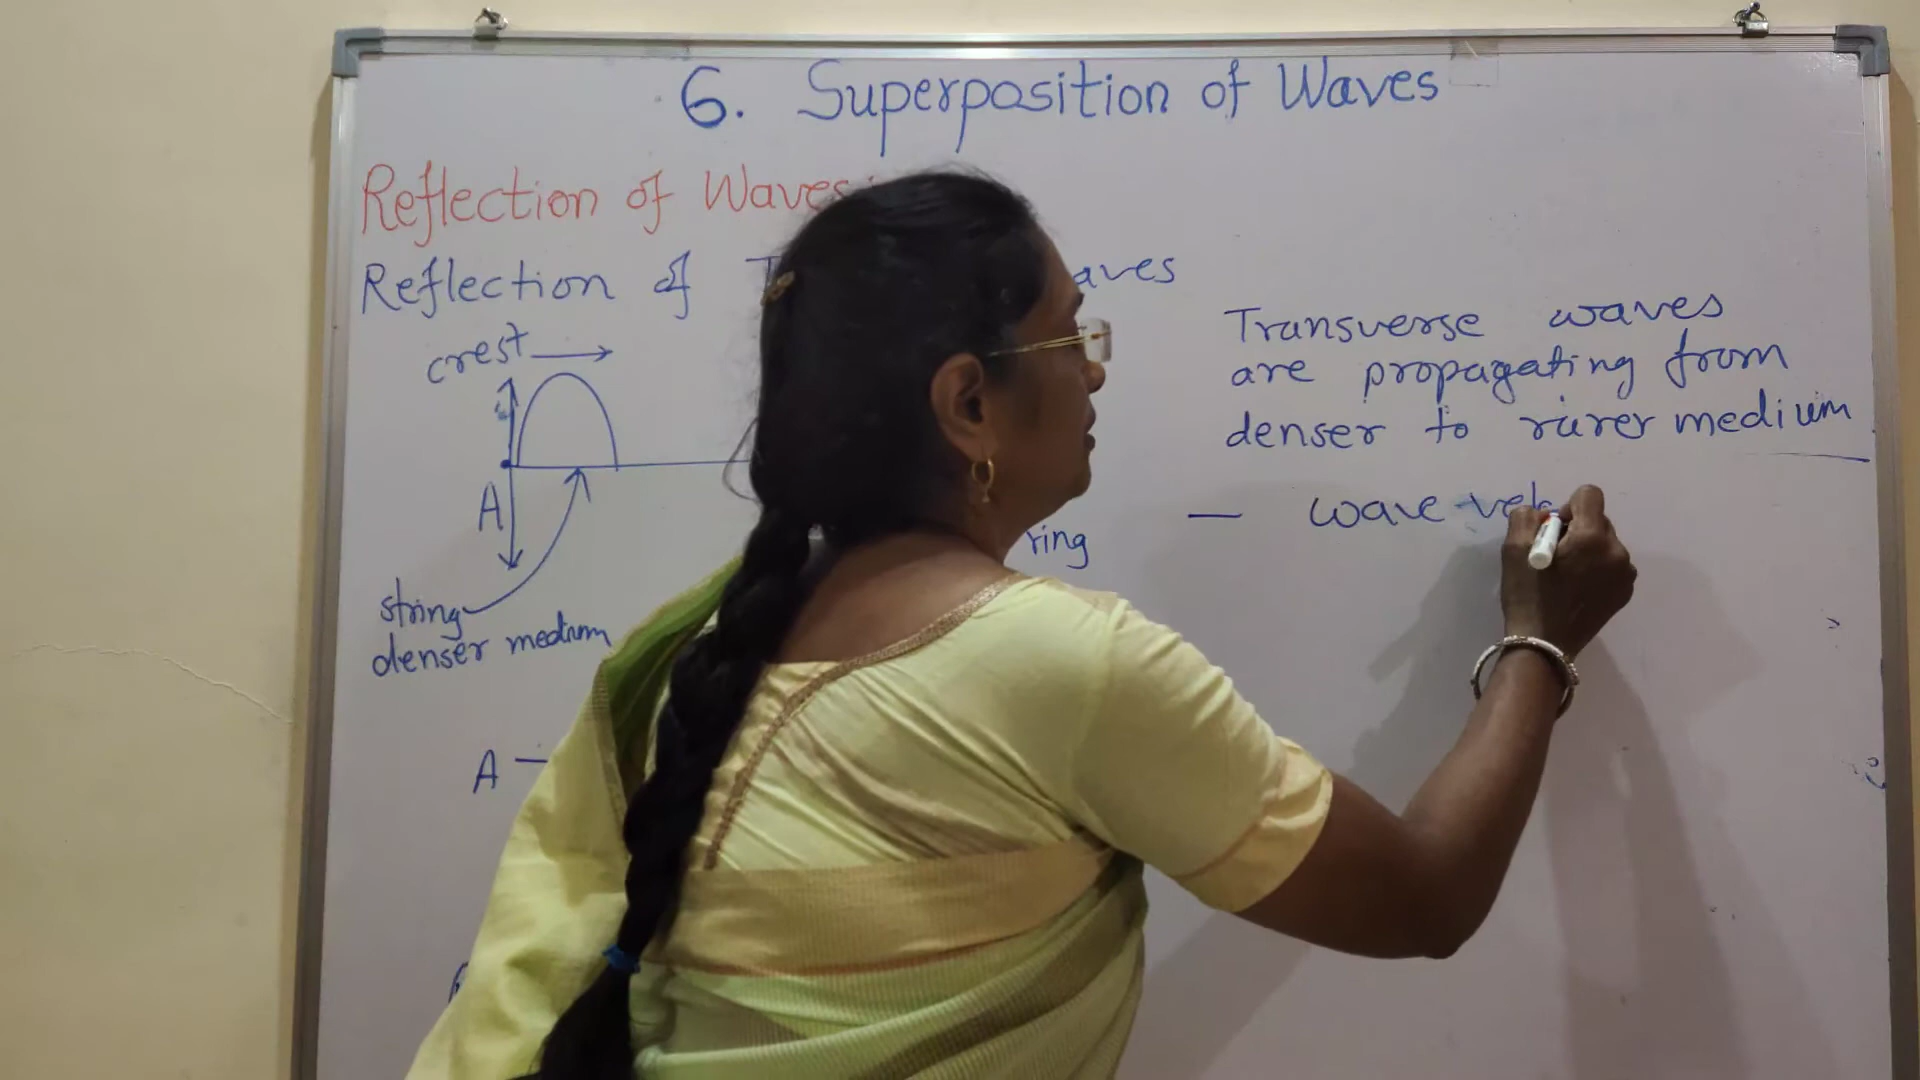 6. Superposition of Waves
Reflection of Waves
Reflection of
aves
crest
A
string
denser medium
ring
A —
Transverse waves
are propagating from
denser to rarer medium
— wave velo